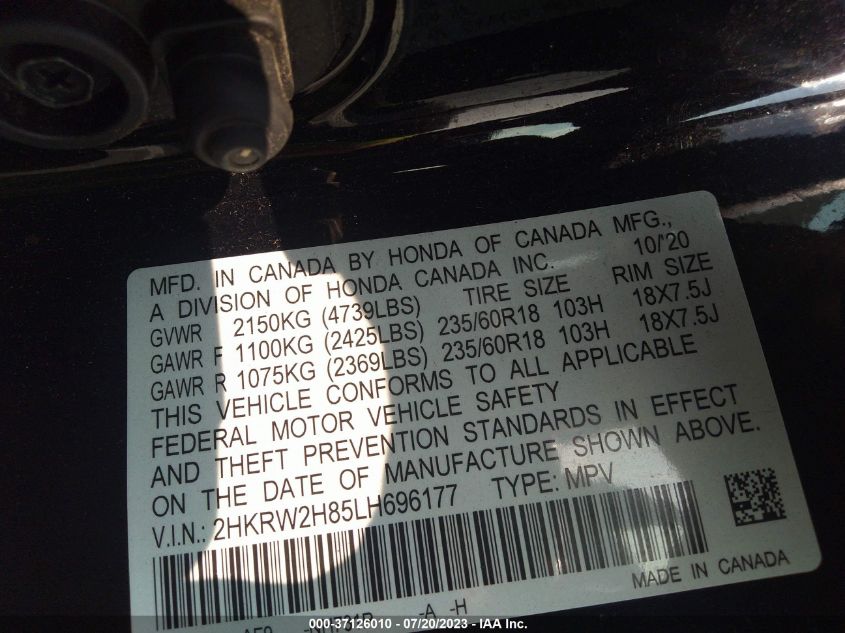 MFD. IN CANADA BY HONDA OF CANADA MFG.,
A DIVISION OF HONDA CANADA INC. 10/'20
GVWR 2150KG (4739LBS) TIRE SIZE RIM SIZE
GAWR F 1100KG (2425LBS) 235/60R18 103H 18X7.5J
GAWR R 1075KG (2369LBS) 235/60R18 103H 18X7.5J
THIS VEHICLE CONFORMS TO ALL APPLICABLE
FEDERAL MOTOR VEHICLE SAFETY
AND THEFT PREVENTION STANDARDS IN EFFECT
ON THE DATE OF MANUFACTURE SHOWN ABOVE.
V.I.N.: 2HKRW2H85LH696177 TYPE: MPV
MADE IN CANADA
-A -H
000-37126010 - 07/20/2023 - IAA Inc.